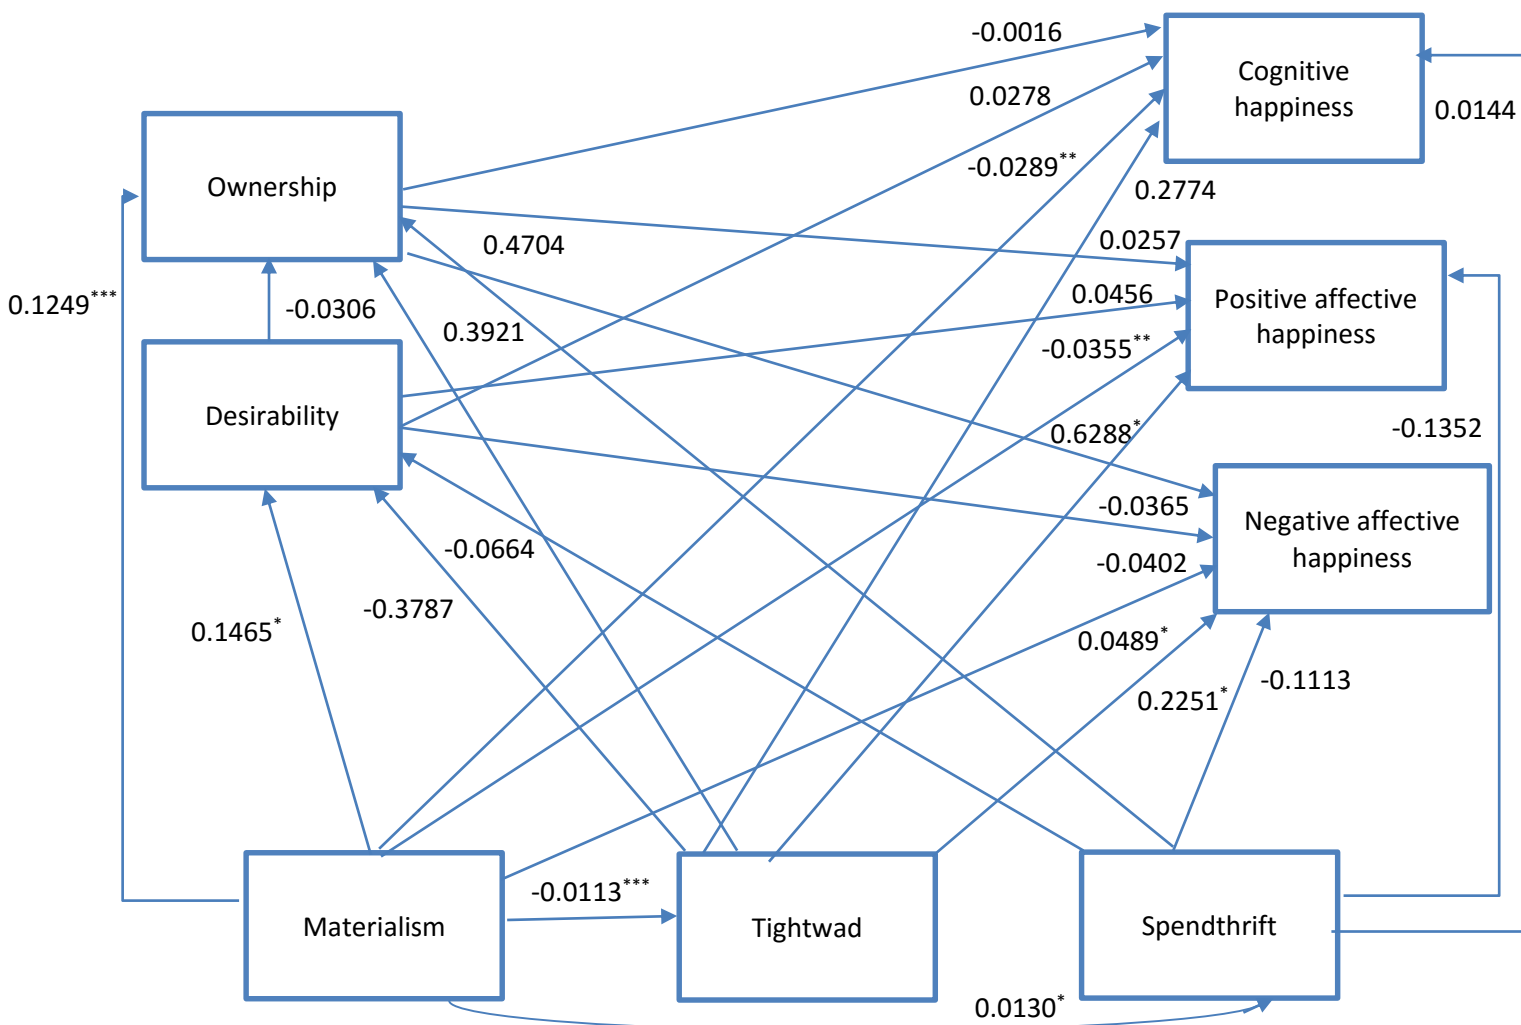 -0.0016
Cognitive
happiness
0.0278
0.0144
-0.0289**
0.2774
Ownership
0.4704
0.0257
0.1249***
-0.0306
0.0456
Positive affective
happiness
0.3921
-0.0355**
Desirability
0.6288*
-0.1352
-0.0365
Negative affective
happiness
-0.0664
-0.0402
-0.3787
0.1465*
0.0489*
-0.1113
0.2251*
-0.0113***
Materialism
Tightwad
Spendthrift
0.0130*